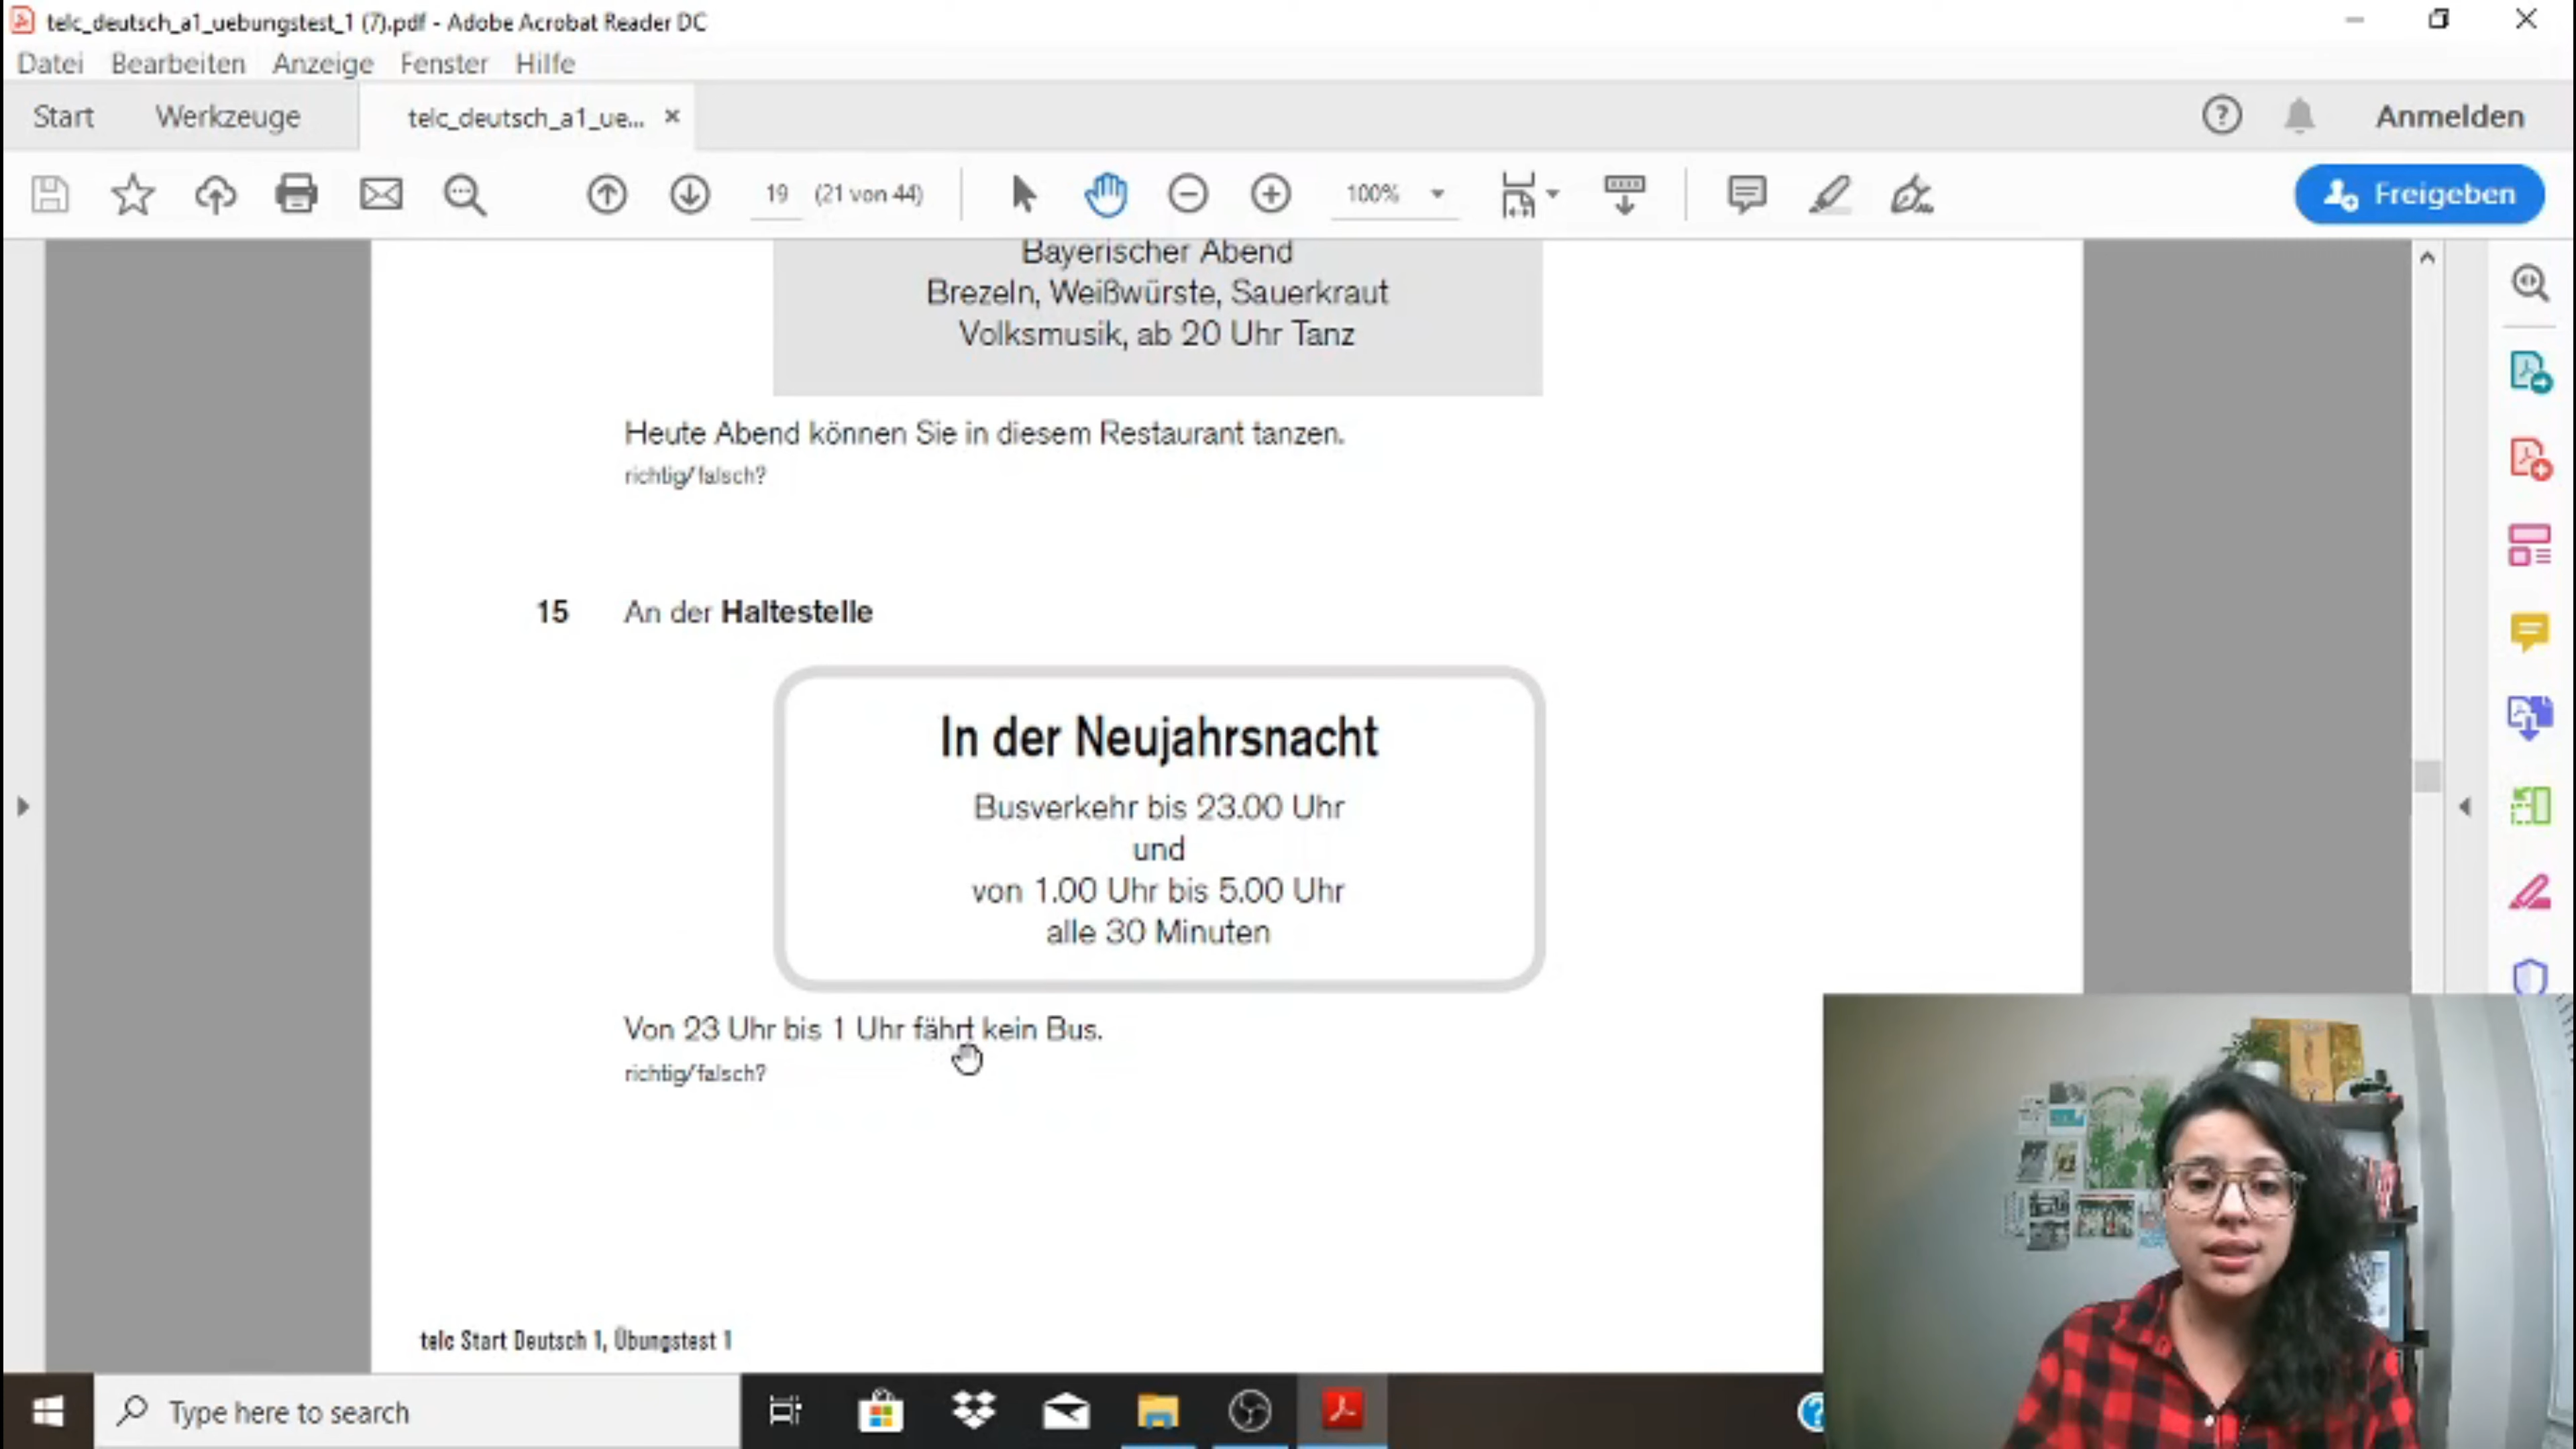 telc_deutsch_a1_uebungstest_1 (7).pdf - Adobe Acrobat Reader DC
Datei Bearbeiten Anzeige Fenster Hilfe
Start Werkzeuge telc_deutsch_a1_ue... Anmelden
19 (21 von 44) 100% Freigeben
Bayerischer Abend
Brezeln, Weißwürste, Sauerkraut
Volksmusik, ab 20 Uhr Tanz
Heute Abend können Sie in diesem Restaurant tanzen.
richtig/falsch?
15 An der Haltestelle
In der Neujahrsnacht
Busverkehr bis 23.00 Uhr
und
von 1.00 Uhr bis 5.00 Uhr
alle 30 Minuten
Von 23 Uhr bis 1 Uhr fährt kein Bus.
richtig/falsch?
telc Start Deutsch 1, Übungstest 1
Type here to search